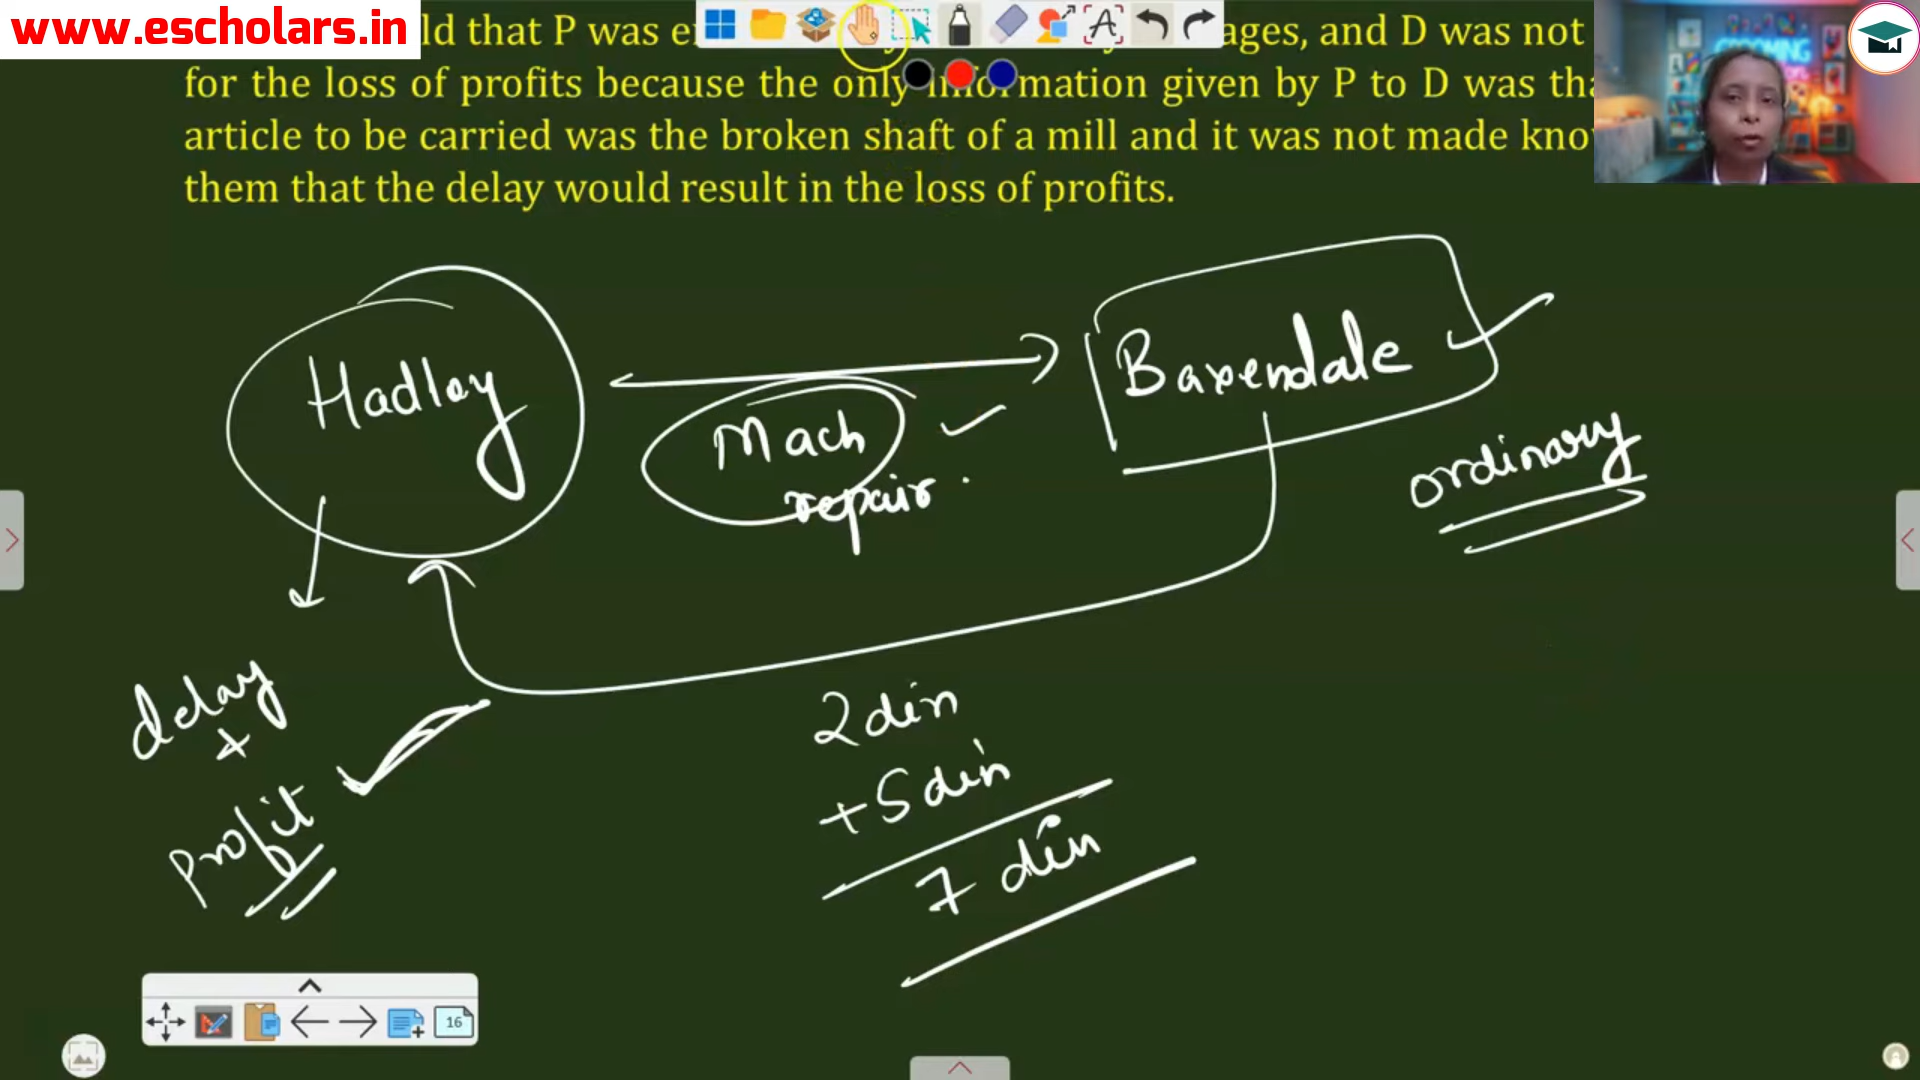 www.escholars.in
ld that P was ages, and D was not
for the loss of profits because the only information given by P to D was tha
article to be carried was the broken shaft of a mill and it was not made kno
them that the delay would result in the loss of profits.
Hadley
Baxendale
Mach
repair
ordinary
delay
+
profit
2 din
+5 din
7 din
16